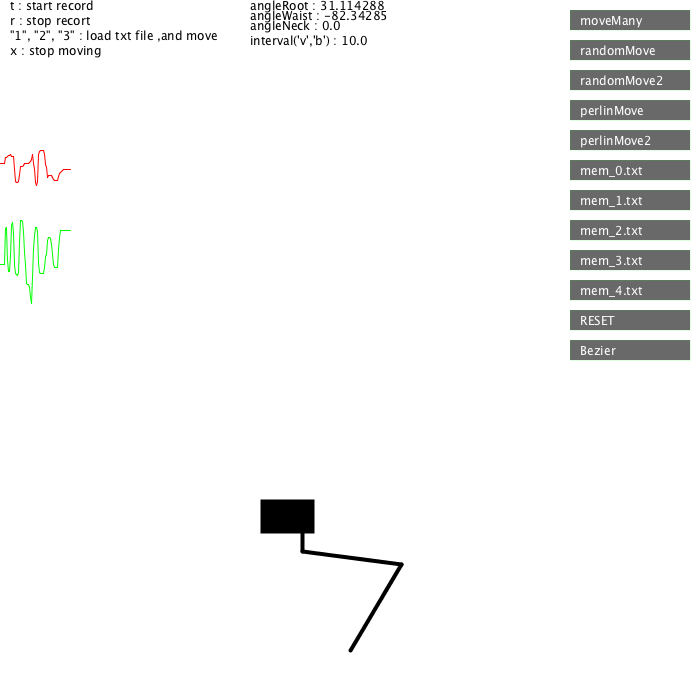 t : start record
r : stop recort
"1", "2", "3" : load txt file ,and move
x : stop moving
angleRoot : 31.114288
angleWaist : -82.34285
angleNeck : 0.0
interval('v','b') : 10.0
moveMany
randomMove
randomMove2
perlinMove
perlinMove2
mem_0.txt
mem_1.txt
mem_2.txt
mem_3.txt
mem_4.txt
RESET
Bezier